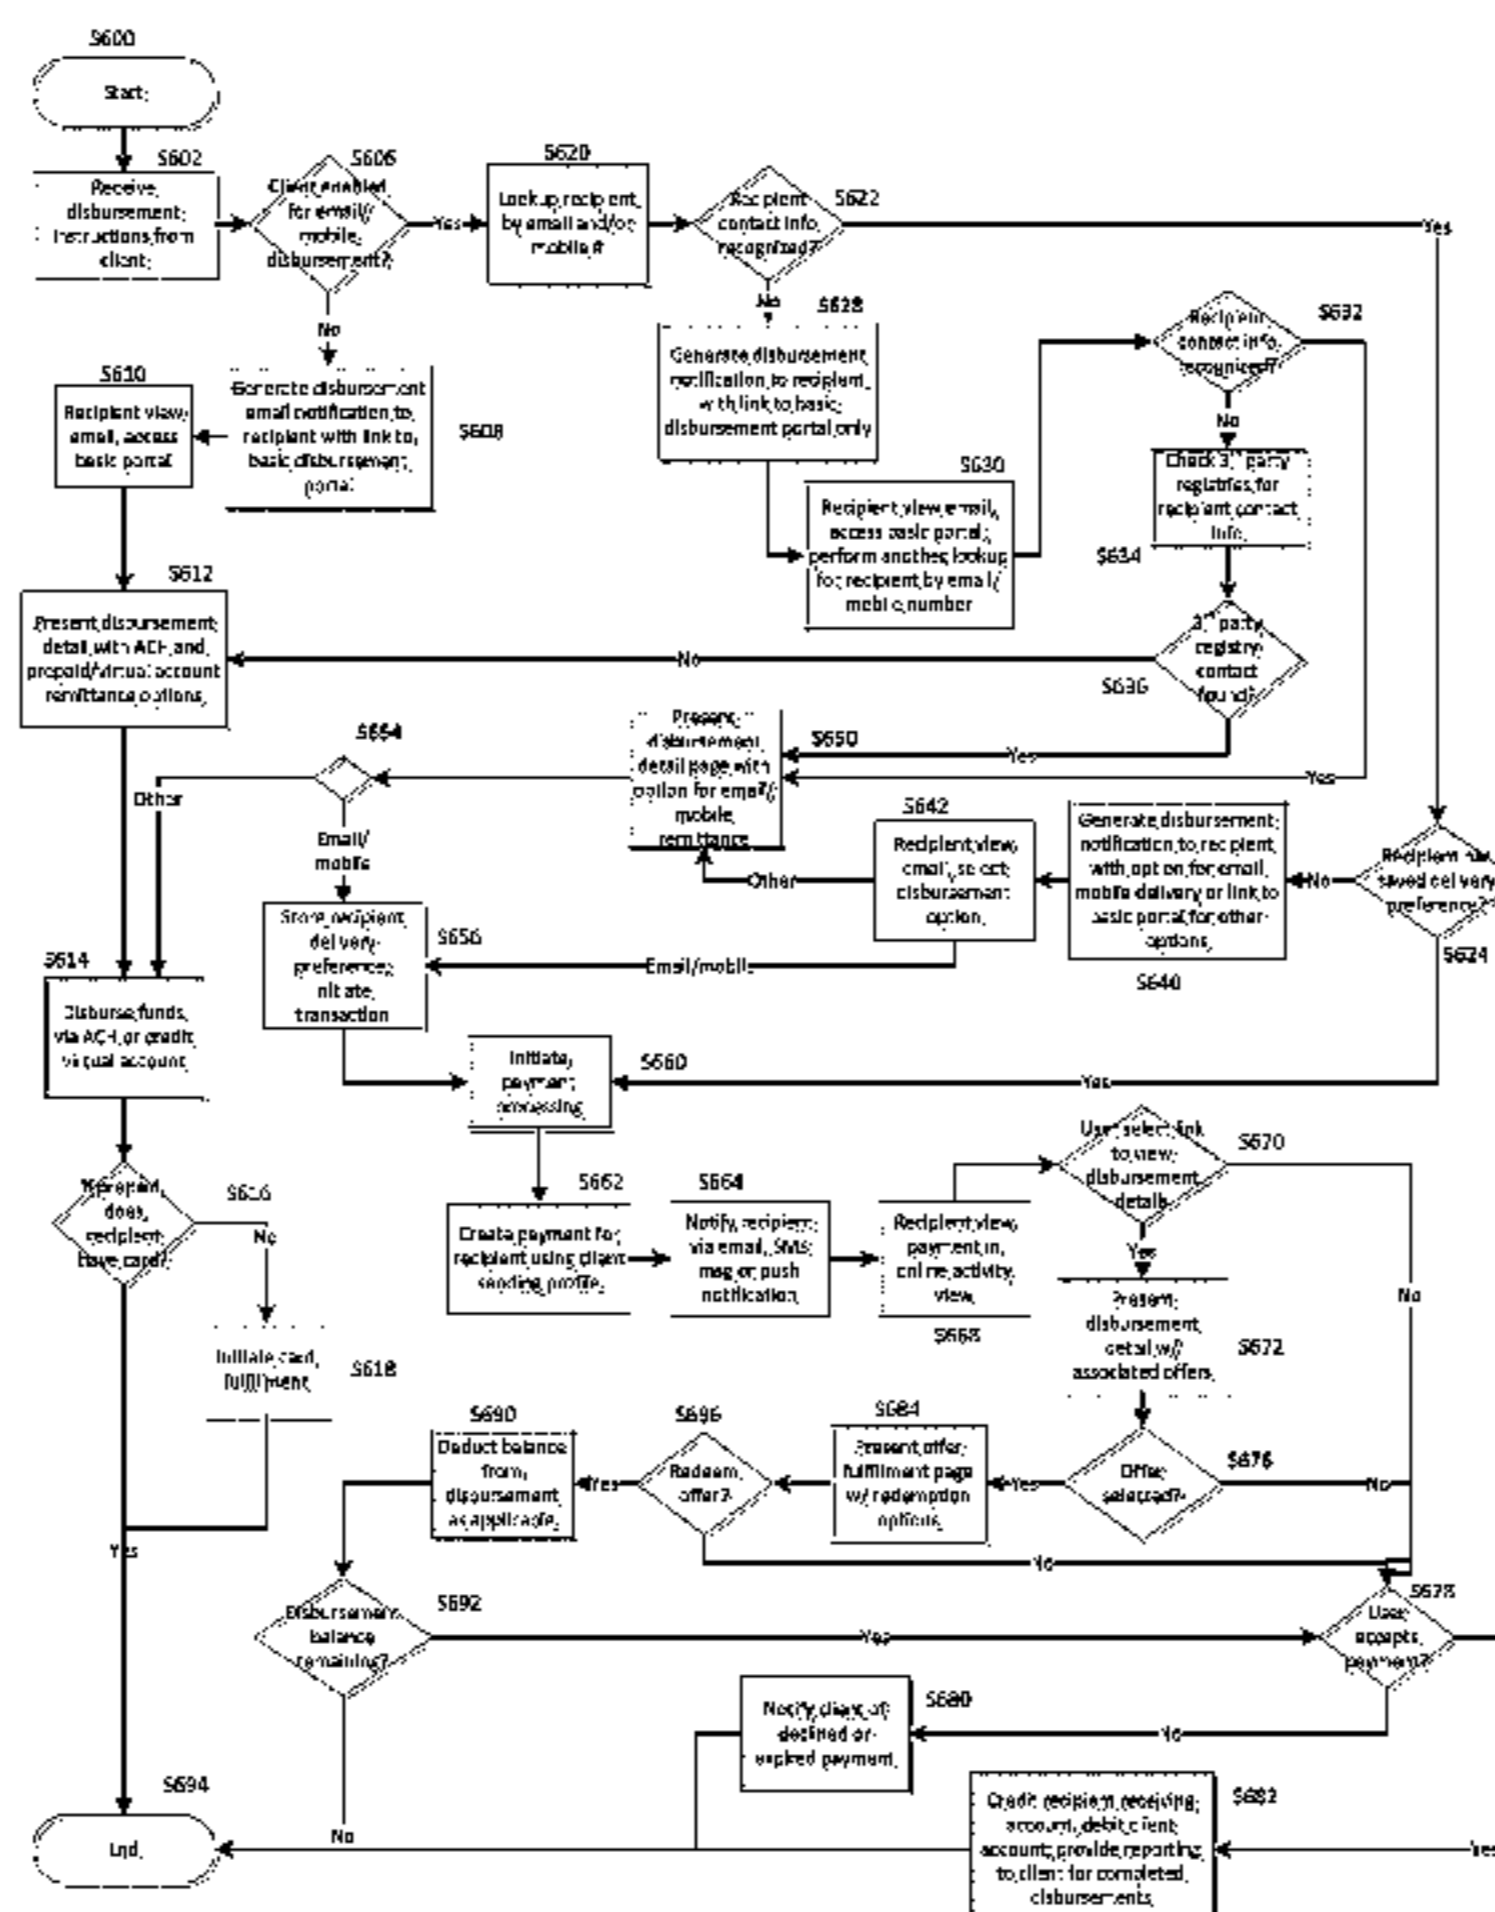 S600
Start
S602
Receive
disbursement
instructions from
client
S606
Client enabled
for email/
mobile
disbursement?
Yes
No
S620
Lookup recipient
by email and/or
mobile #
S622
Recipient
contact info
recognized?
Yes
No
S628
Generate disbursement
notification to recipient
with link to basic
disbursement portal only
S632
Recipient
contact info
recognized?
No
S610
Recipient view
email, access
basic portal
Generate disbursement
email notification to
recipient with link to
basic disbursement
portal
S608
S630
Recipient view email,
access basic portal;
perform another lookup
for recipient by email/
mobile number
Check 3rd party
registries for
recipient contact
info
S634
S612
Present disbursement
detail with ACH and
prepaid/virtual account
remittance options
No
3rd party
registry
contact
found?
S636
S654
Present
disbursement
detail page with
option for email/
mobile
remittance
S650
Yes
Yes
Other
Email/
mobile
S642
Recipient view
email, select
disbursement
option
Other
Generate disbursement
notification to recipient
with option for email,
mobile delivery or link to
basic portal for other
options
S640
No
Recipient has
saved delivery
preference?
S624
Store recipient
delivery
preference;
initiate
transaction
S656
Email/mobile
S614
Disburse funds
via ACH or credit
virtual account
Initiate
payment
processing
S660
Yes
User select link
to view
disbursement
details
S670
Yes
No
If prepaid,
does
recipient
have card?
S616
No
S662
Create payment for
recipient using client
sending profile
S664
Notify recipient
via email, SMS
msg or push
notification
Recipient view
payment in
online activity
view
S668
Present
disbursement
detail w/
associated offers
S672
Initiate card
fulfillment
S618
S690
Deduct balance
from
disbursement
as applicable
Yes
S696
Redeem
offer?
S684
Present offer
fulfillment page
w/ redemption
options
Yes
Offer
selected?
S676
No
Yes
No
Disbursement
balance
remaining?
S692
Yes
S678
User
accepts
payment?
Notify client of
declined or
expired payment
S680
No
S694
End
No
Credit recipient receiving
account, debit client
account; provide reporting
to client for completed
disbursements
S682
Yes